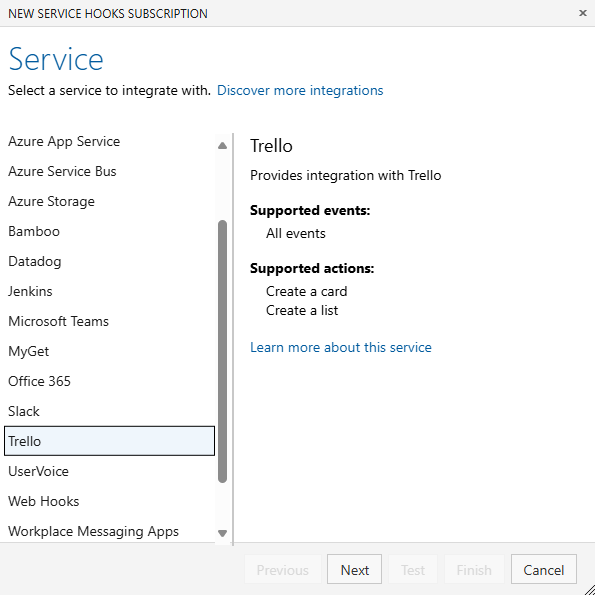 NEW SERVICE HOOKS SUBSCRIPTION
Service
Select a service to integrate with. Discover more integrations
Azure App Service
Azure Service Bus
Azure Storage
Bamboo
Datadog
Jenkins
Microsoft Teams
MyGet
Office 365
Slack
Trello
UserVoice
Web Hooks
Workplace Messaging Apps
Trello
Provides integration with Trello
Supported events:
All events
Supported actions:
Create a card
Create a list
Learn more about this service
Previous Next Test Finish Cancel